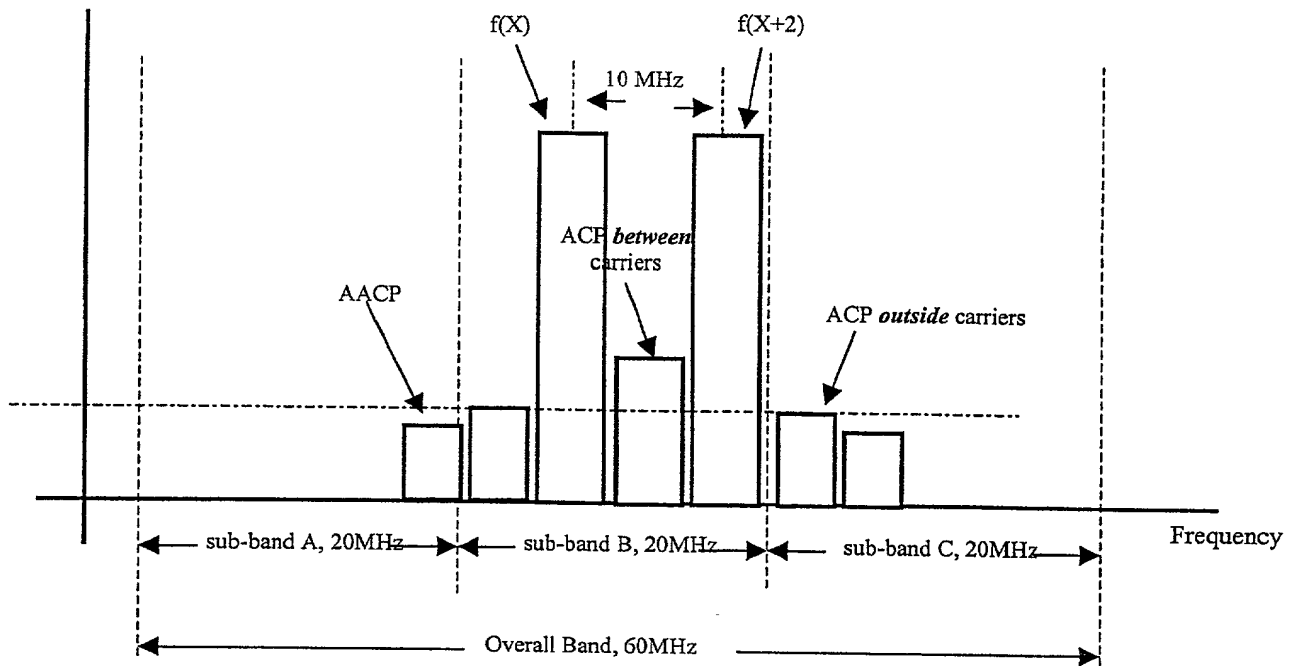 f(X)
f(X+2)
10 MHz
ACP between
carriers
AACP
ACP outside carriers
sub-band A, 20MHz
sub-band B, 20MHz
sub-band C, 20MHz
Frequency
Overall Band, 60MHz